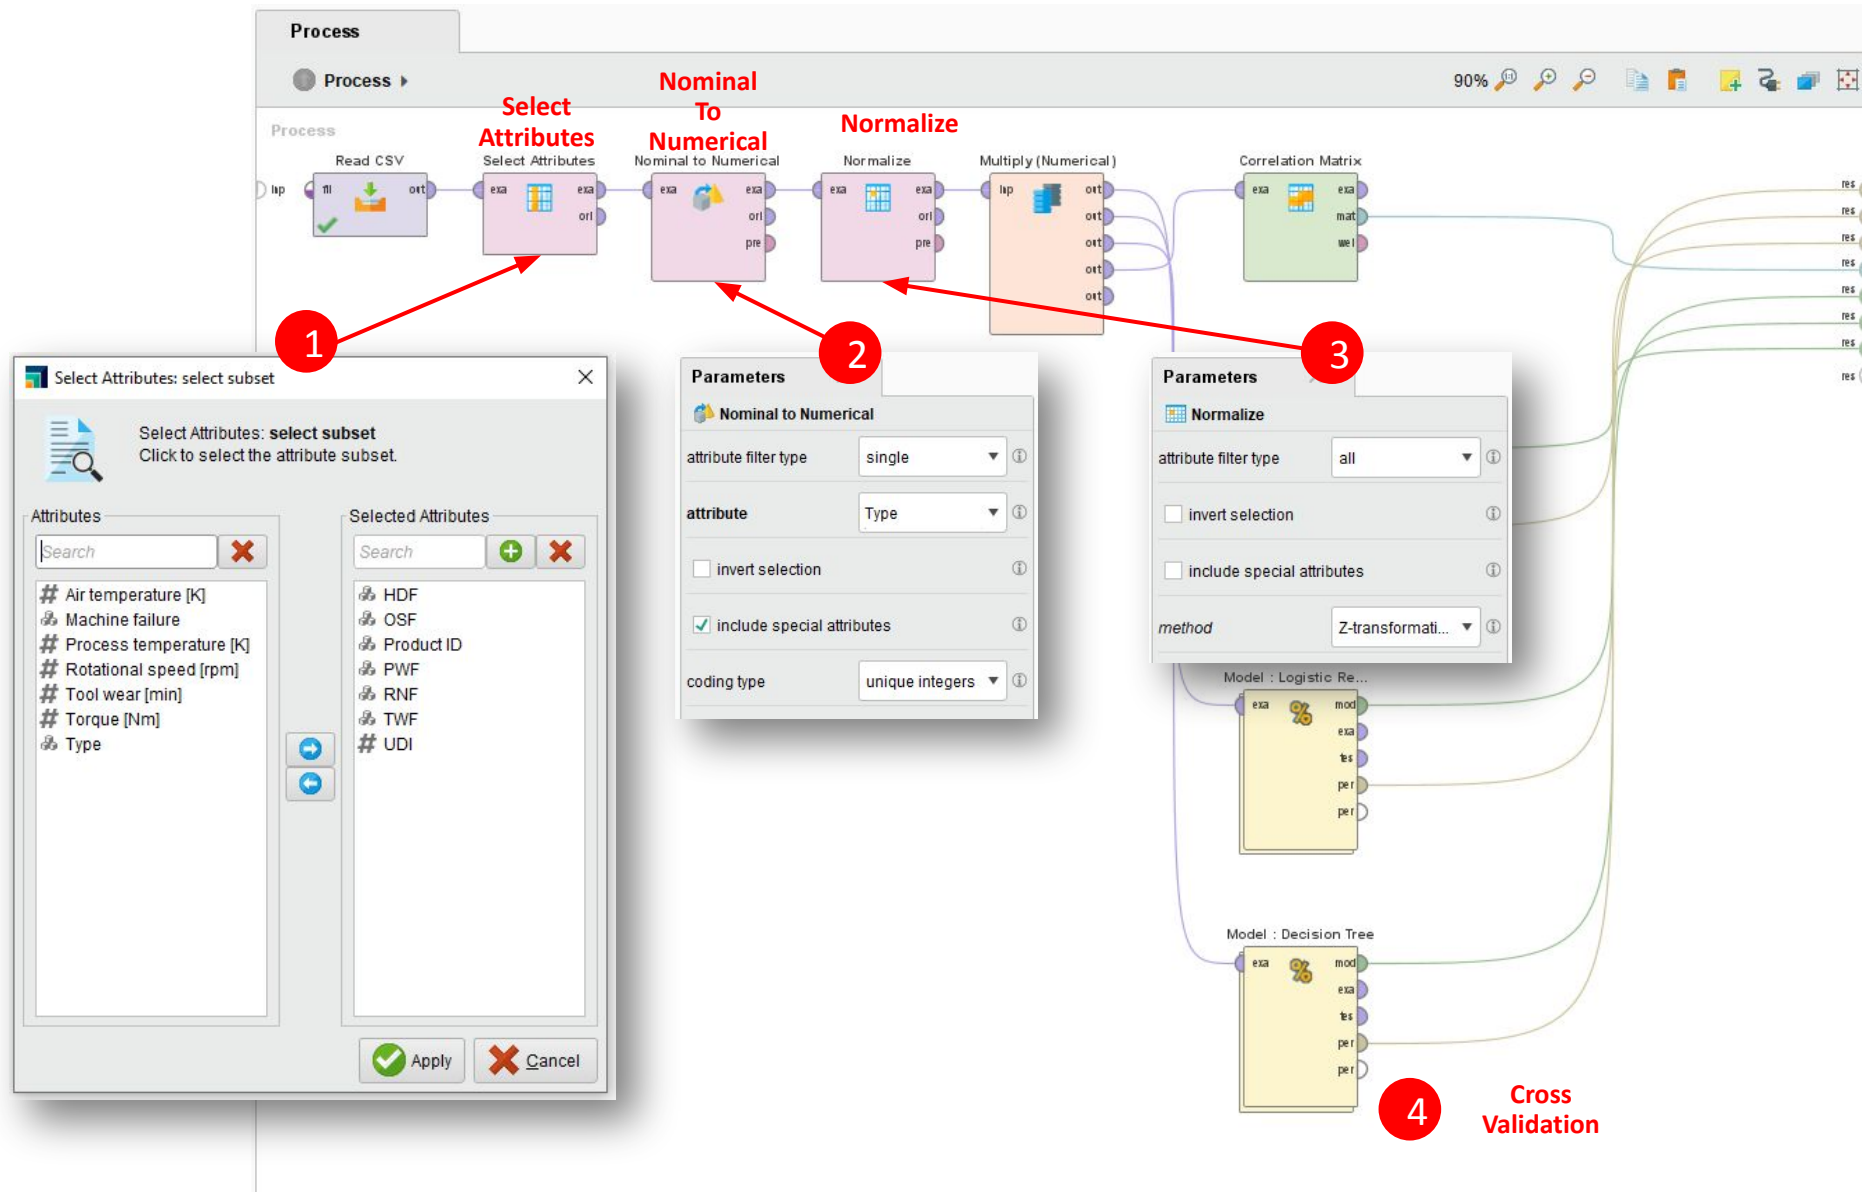 Process
Process
90%
Select
Attributes
Nominal
To
Numerical
Normalize
Process
Read CSV
Select Attributes
Nominal to Numerical
Normalize
Multiply (Numerical)
Correlation Matrix
inp
fil
out
exa
exa
ori
exa
exa
ori
pre
exa
exa
ori
pre
inp
out
out
out
out
out
exa
exa
mat
wei
res
res
res
res
res
res
res
res
1
2
3
Select Attributes: select subset
Select Attributes: select subset
Click to select the attribute subset.
Attributes
Search
Air temperature [K]
Machine failure
Process temperature [K]
Rotational speed [rpm]
Tool wear [min]
Torque [Nm]
Type
Selected Attributes
Search
HDF
OSF
Product ID
PWF
RNF
TWF
UDI
Apply
Cancel
Parameters
Nominal to Numerical
attribute filter type
single
attribute
Type
invert selection
include special attributes
coding type
unique integers
Parameters
Normalize
attribute filter type
all
invert selection
include special attributes
method
Z-transformati...
Model : Logistic Re...
exa
mod
exa
tes
per
per
Model : Decision Tree
exa
mod
exa
tes
per
per
4
Cross
Validation